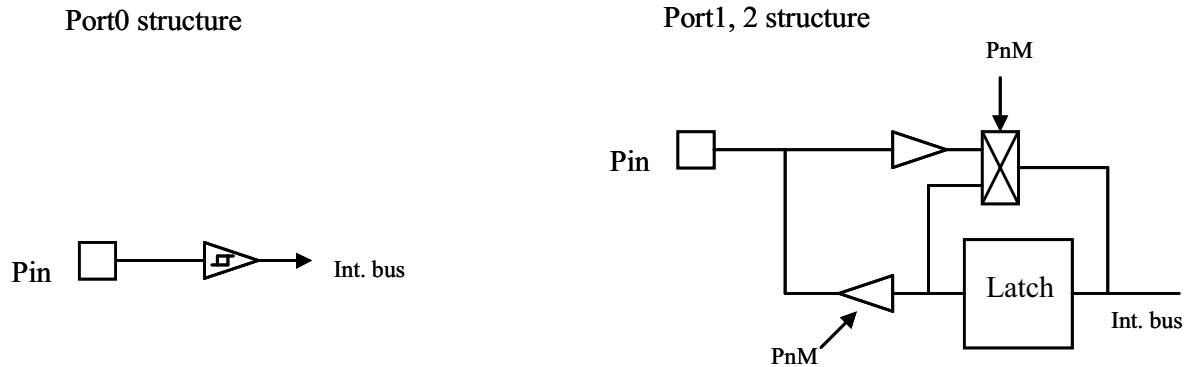 Port0 structure
Pin
Int. bus
Port1, 2 structure
PnM
Pin
Latch
Int. bus
PnM